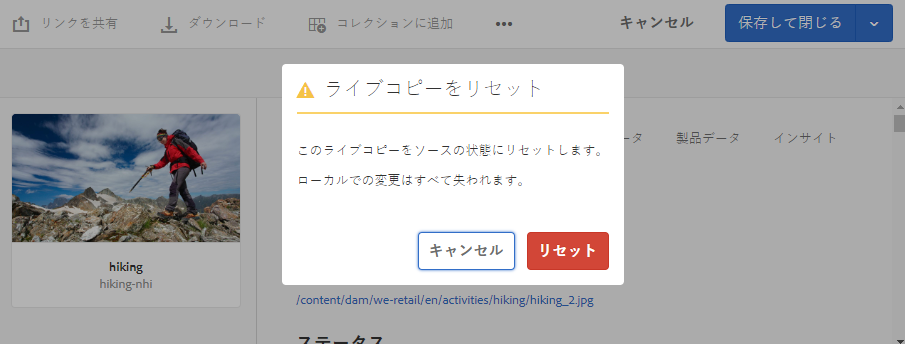 リンクを共有
ダウンロード
コレクションに追加
キャンセル
保存して閉じる
ライブコピーをリセット
このライブコピーをソースの状態にリセットします。
ローカルでの変更はすべて失われます。
キャンセル
リセット
ータ
製品データ
インサイト
hiking
hiking-nhi
/content/dam/we-retail/en/activities/hiking/hiking_2.jpg
ステータス